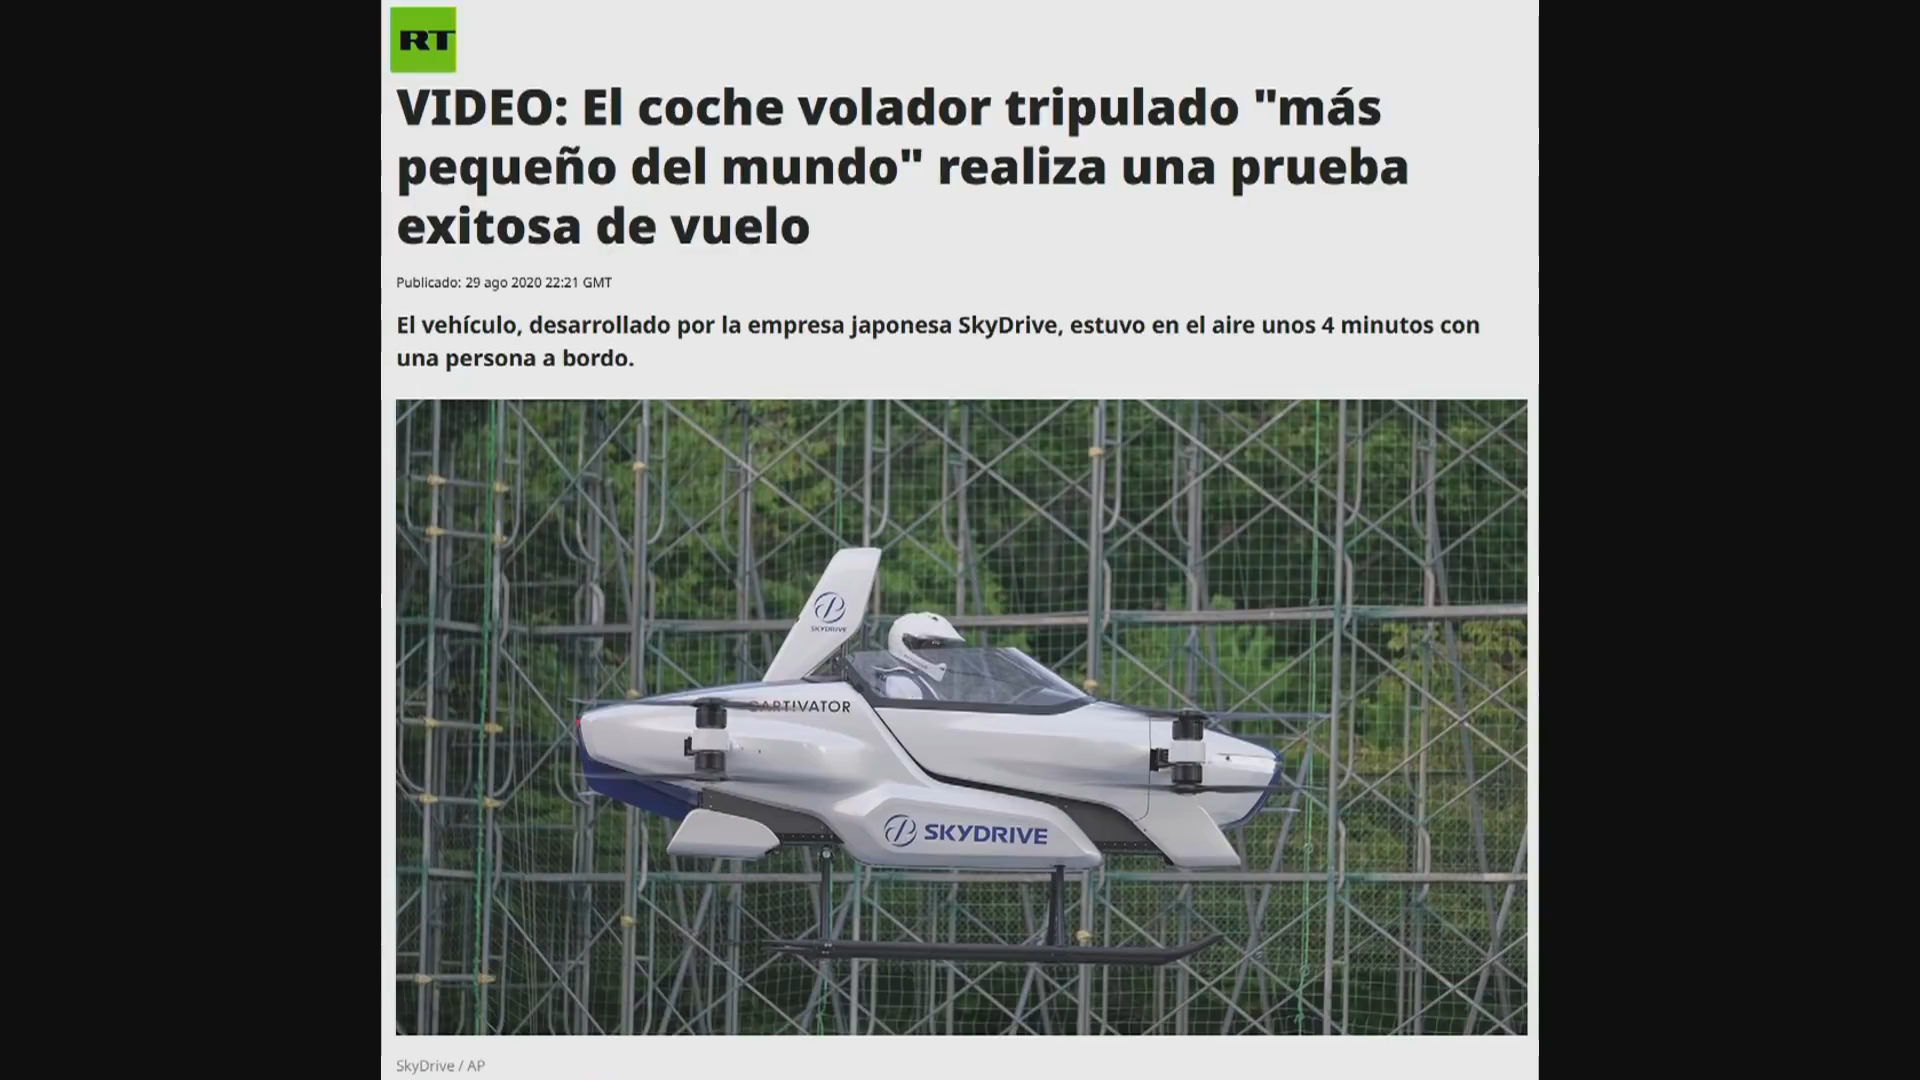 RT
VIDEO: El coche volador tripulado "más
pequeño del mundo" realiza una prueba
exitosa de vuelo
Publicado: 29 ago 2020 22:21 GMT
El vehículo, desarrollado por la empresa japonesa SkyDrive, estuvo en el aire unos 4 minutos con
una persona a bordo.
SKYDRIVE
CART!VATOR
SKYDRIVE
SkyDrive / AP